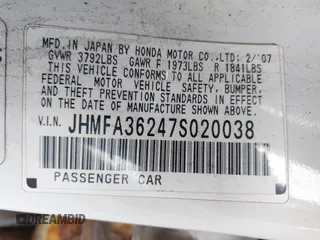 MFD. IN JAPAN BY HONDA MOTOR CO.,LTD: 2/'07
GVWR 3792LBS GAWR F 1973LBS R 1841LBS
THIS VEHICLE CONFORMS TO ALL APPLICABLE
FEDERAL MOTOR VEHICLE SAFETY, BUMPER,
AND THEFT PREVENTION STANDARDS IN
EFFECT ON THE DATE OF MANUFACTURE
SHOWN ABOVE.
V.I.N. JHMFA36247S020038
PASSENGER CAR
DREAMBID